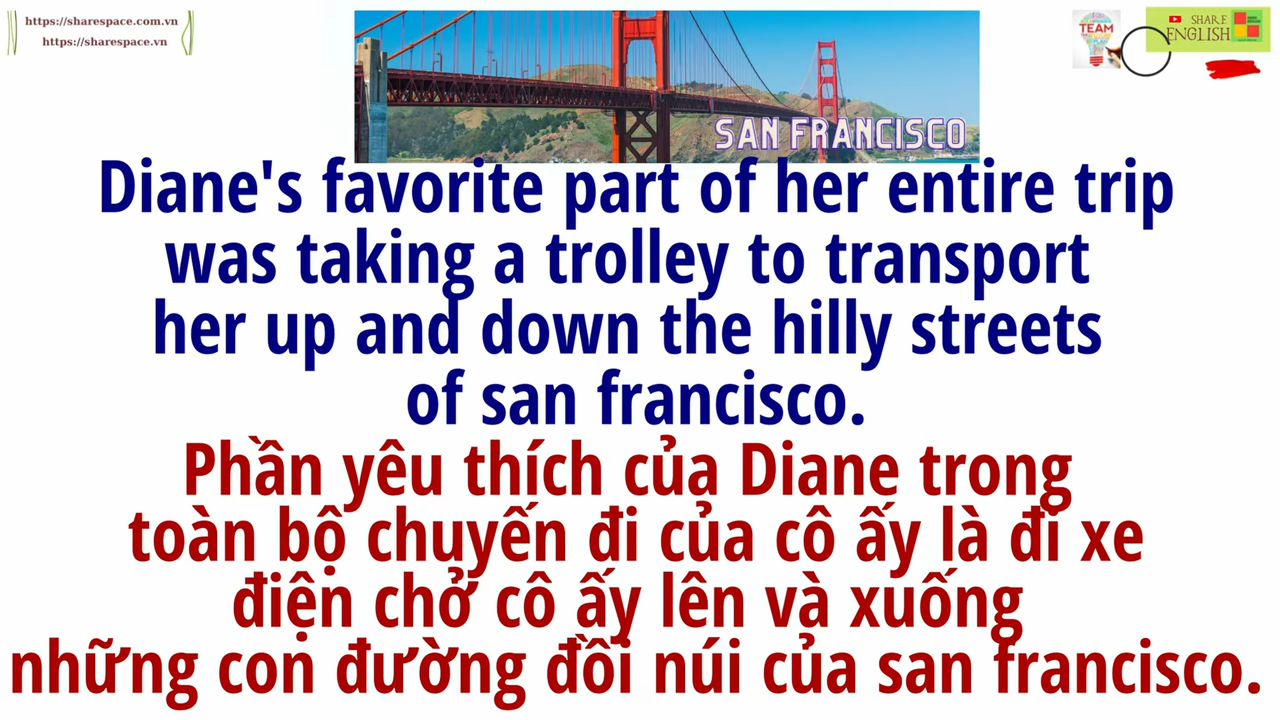 https://sharespace.com.vn
https://sharespace.vn
TEAM
SHARE
ENGLISH
SAN FRANCISCO
Diane's favorite part of her entire trip
was taking a trolley to transport
her up and down the hilly streets
of san francisco.
Phần yêu thích của Diane trong
toàn bộ chuyến đi của cô ấy là đi xe
điện chở cô ấy lên và xuống
những con đường đồi núi của san francisco.